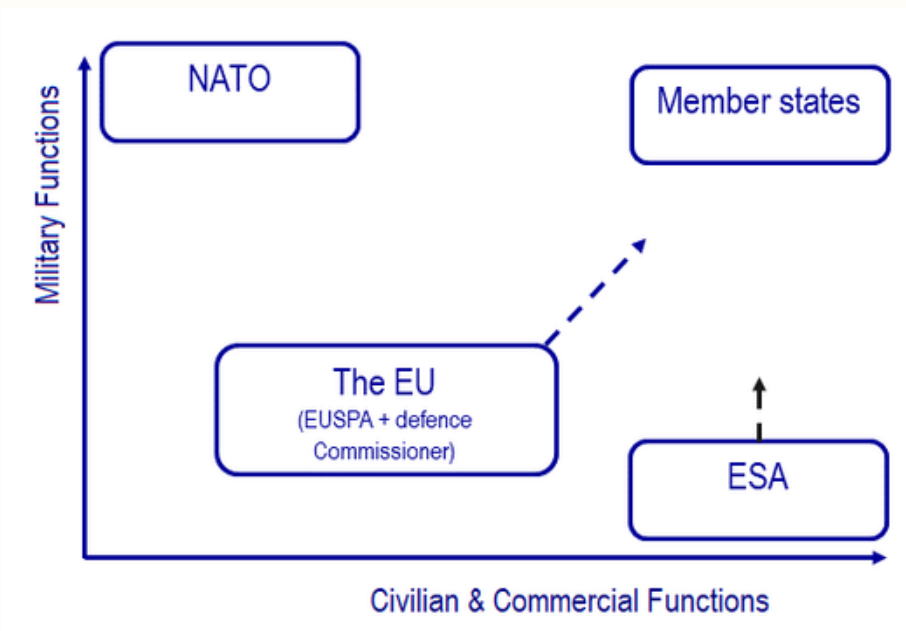 NATO
Member states
Military Functions
The EU
(EUSPA + defence
Commissioner)
ESA
Civilian & Commercial Functions